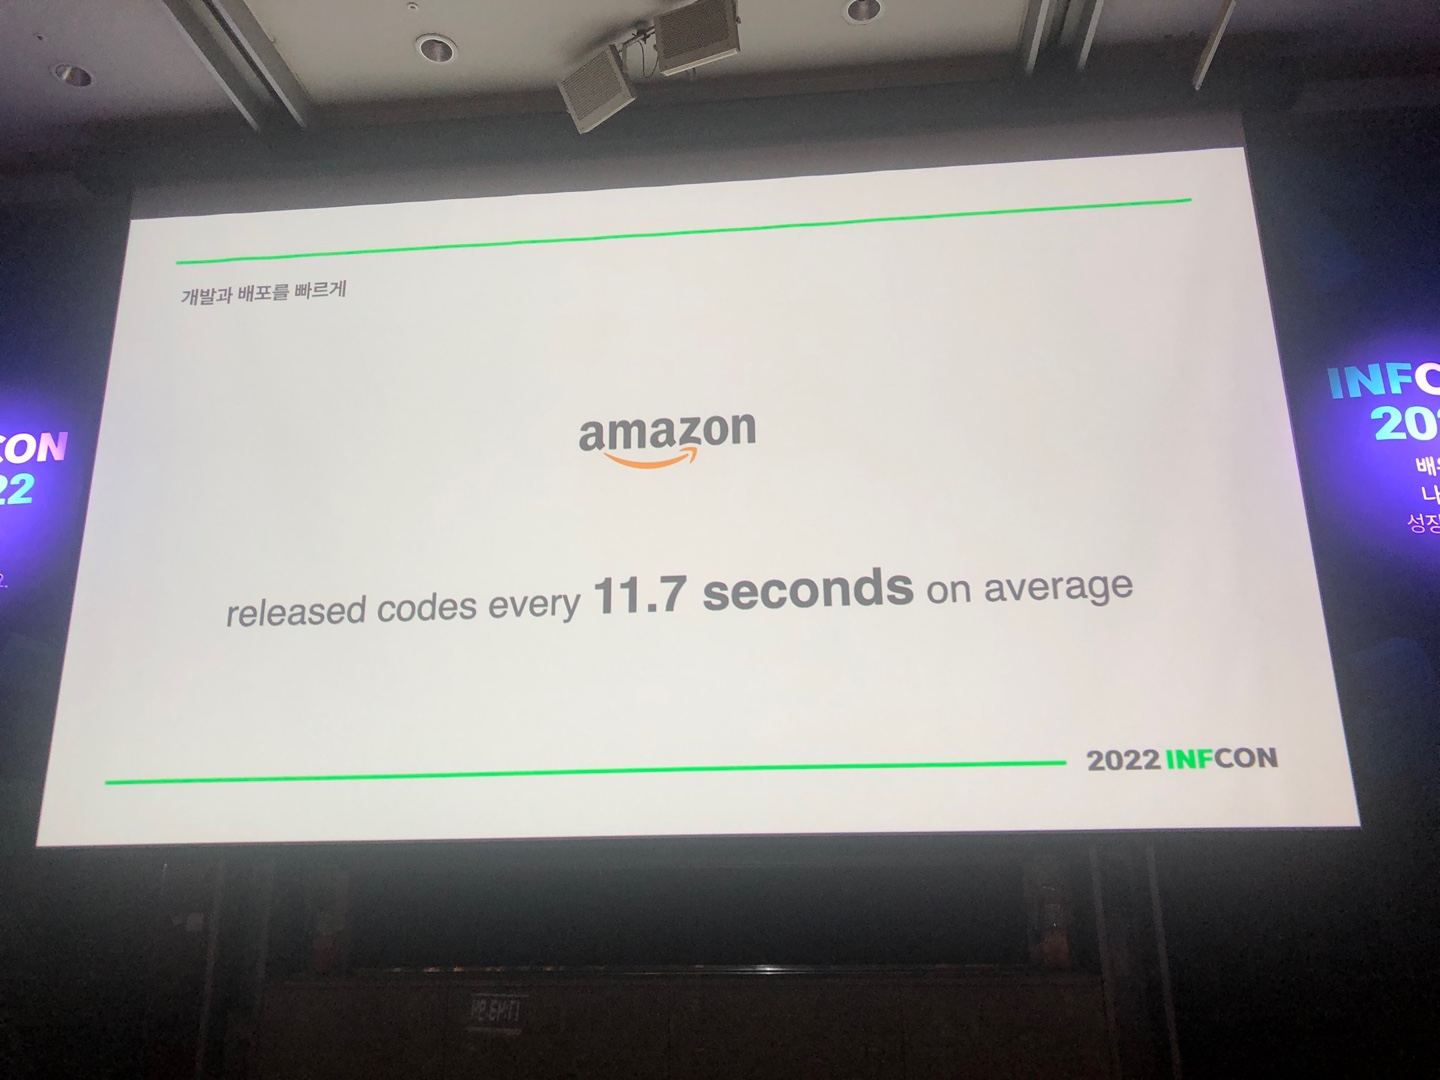 개발과 배포를 빠르게
amazon
released codes every 11.7 seconds on average
2022 INFCON
CON
22
2.
INFC
20
배
나
성장